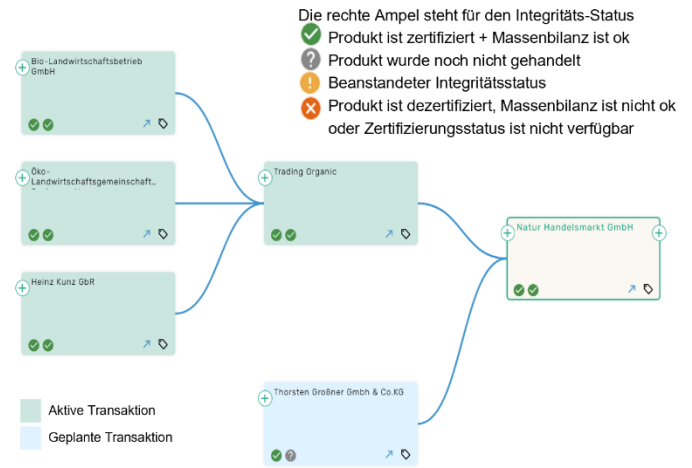 Die rechte Ampel steht für den Integritäts-Status
Produkt ist zertifiziert + Massenbilanz ist ok
Produkt wurde noch nicht gehandelt
Beanstandeter Integritätsstatus
Produkt ist dezertifiziert, Massenbilanz ist nicht ok
oder Zertifizierungsstatus ist nicht verfügbar
Bio-Landwirtschaftsbetrieb
GmbH
Öko-
Landwirtschaftsgemeinschaft…
Heinz Kunz GbR
Trading Organic
Natur Handelsmarkt GmbH
Thorsten Großner Gmbh & Co.KG
Aktive Transaktion
Geplante Transaktion